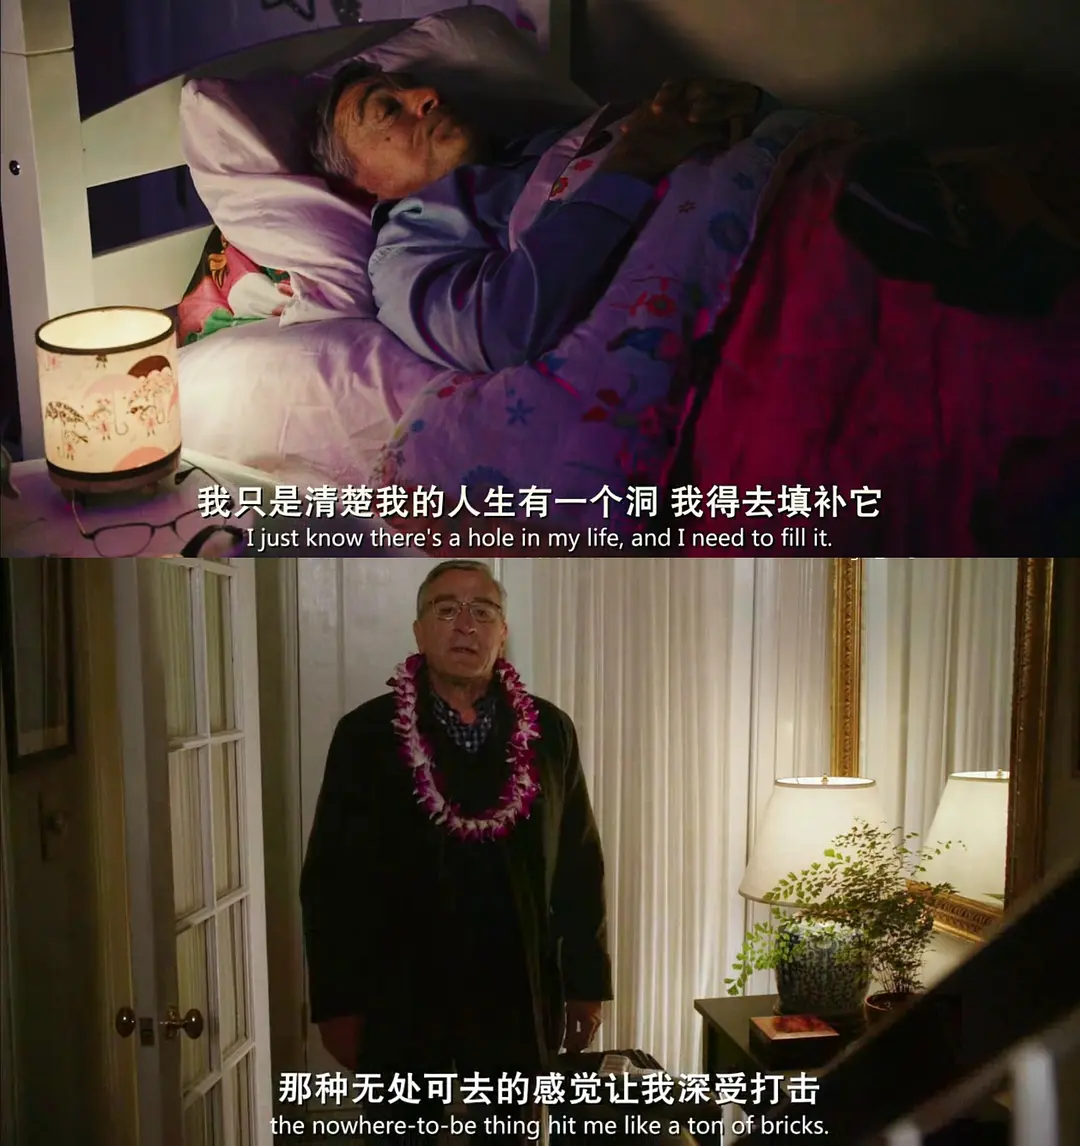 我只是清楚我的人生有一个洞 我得去填补它
I just know there's a hole in my life, and I need to fill it.
那种无处可去的感觉让我深受打击
the nowhere-to-be thing hit me like a ton of bricks.